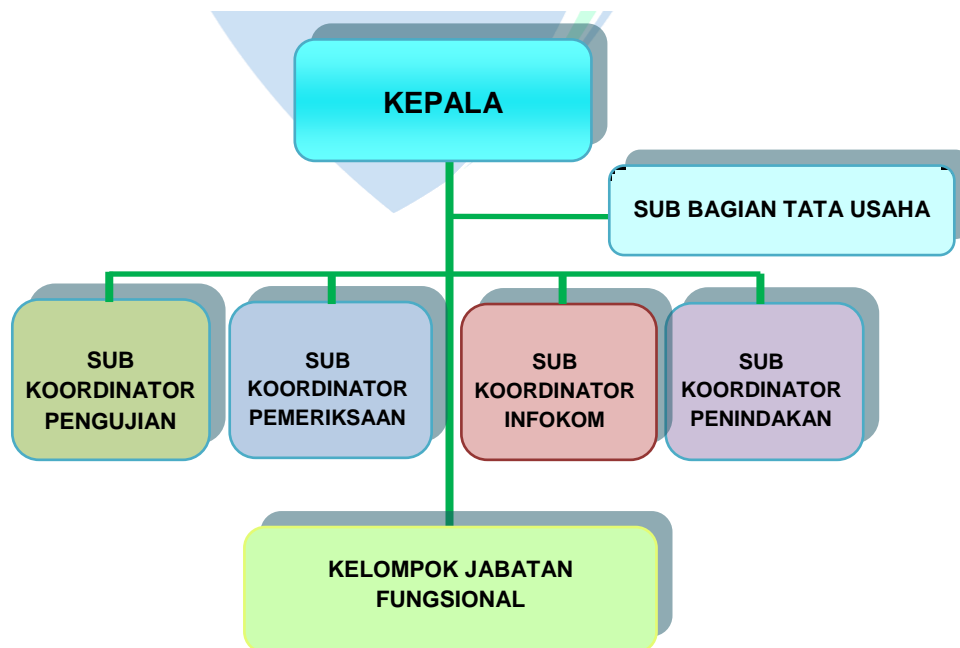 KEPALA
SUB BAGIAN TATA USAHA
SUB
KOORDINATOR
PENGUJIAN
SUB
KOORDINATOR
PEMERIKSAAN
SUB
KOORDINATOR
INFOKOM
SUB
KOORDINATOR
PENINDAKAN
KELOMPOK JABATAN
FUNGSIONAL